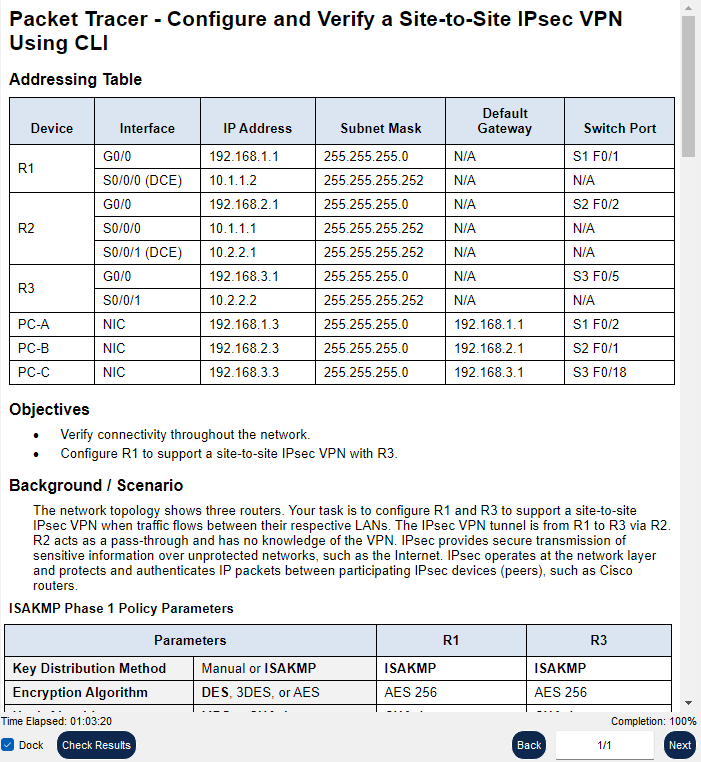 Packet Tracer - Configure and Verify a Site-to-Site IPsec VPN
Using CLI
Addressing Table
Device Interface IP Address Subnet Mask Default Gateway Switch Port
R1 G0/0 192.168.1.1 255.255.255.0 N/A S1 F0/1
S0/0/0 (DCE) 10.1.1.2 255.255.255.252 N/A N/A
R2 G0/0 192.168.2.1 255.255.255.0 N/A S2 F0/2
S0/0/0 10.1.1.1 255.255.255.252 N/A N/A
S0/0/1 (DCE) 10.2.2.1 255.255.255.252 N/A N/A
R3 G0/0 192.168.3.1 255.255.255.0 N/A S3 F0/5
S0/0/1 10.2.2.2 255.255.255.252 N/A N/A
PC-A NIC 192.168.1.3 255.255.255.0 192.168.1.1 S1 F0/2
PC-B NIC 192.168.2.3 255.255.255.0 192.168.2.1 S2 F0/1
PC-C NIC 192.168.3.3 255.255.255.0 192.168.3.1 S3 F0/18
Objectives
• Verify connectivity throughout the network.
• Configure R1 to support a site-to-site IPsec VPN with R3.
Background / Scenario
The network topology shows three routers. Your task is to configure R1 and R3 to support a site-to-site
IPsec VPN when traffic flows between their respective LANs. The IPsec VPN tunnel is from R1 to R3 via R2.
R2 acts as a pass-through and has no knowledge of the VPN. IPsec provides secure transmission of
sensitive information over unprotected networks, such as the Internet. IPsec operates at the network layer
and protects and authenticates IP packets between participating IPsec devices (peers), such as Cisco
routers.
ISAKMP Phase 1 Policy Parameters
Parameters R1 R3
Key Distribution Method Manual or ISAKMP ISAKMP ISAKMP
Encryption Algorithm DES, 3DES, or AES AES 256 AES 256
Time Elapsed: 01:03:20 Completion: 100%
Dock Check Results Back 1/1 Next